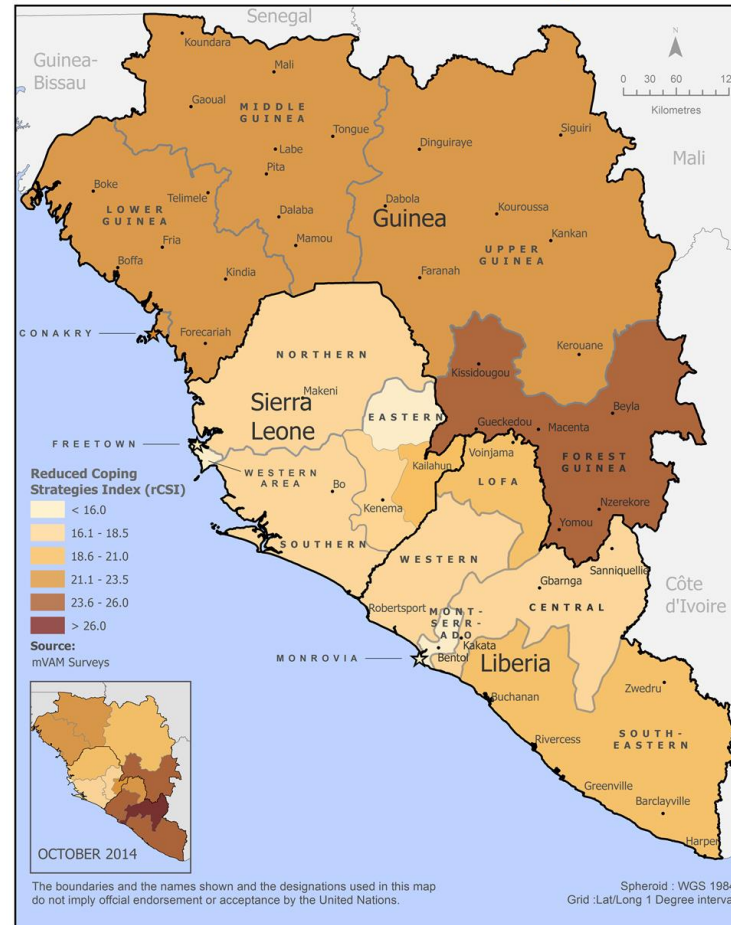 Senegal
Guinea-
Bissau
Mali
Côte
d'Ivoire
N
0 30 60 12
Kilometres
Koundara
Mali
Gaoual
MIDDLE
GUINEA
Tongue
Labe
Pita
Dinguiraye
Siguiri
Boke
Telimele
Dabola
Guinea
Kouroussa
LOWER
GUINEA
Dalaba
Fria
Mamou
UPPER
GUINEA
Kankan
Boffa
Kindia
Faranah
CONAKRY
Forecariah
NORTHERN
Kissidougou
Kerouane
Makeni
Sierra
Leone
EASTERN
Beyla
Gueckedou
Macenta
FREETOWN
WESTERN
AREA
Kailahun
Voinjama
FOREST
GUINEA
LOFA
Bo
Kenema
Nzerekore
Yomou
SOUTHERN
WESTERN
Sanniquellie
Gbarnga
Robertsport
MONT-
SERR-
ADO
CENTRAL
Kakata
MONROVIA
Bentol
Liberia
Buchanan
Zwedru
SOUTH-
EASTERN
Rivercess
Greenville
Barclayville
Harper
Reduced Coping
Strategies Index (rCSI)
< 16.0
16.1 - 18.5
18.6 - 21.0
21.1 - 23.5
23.6 - 26.0
> 26.0
Source:
mVAM Surveys
OCTOBER 2014
The boundaries and the names shown and the designations used in this map
do not imply offcial endorsement or acceptance by the United Nations.
Spheroid : WGS 1984
Grid :Lat/Long 1 Degree interva